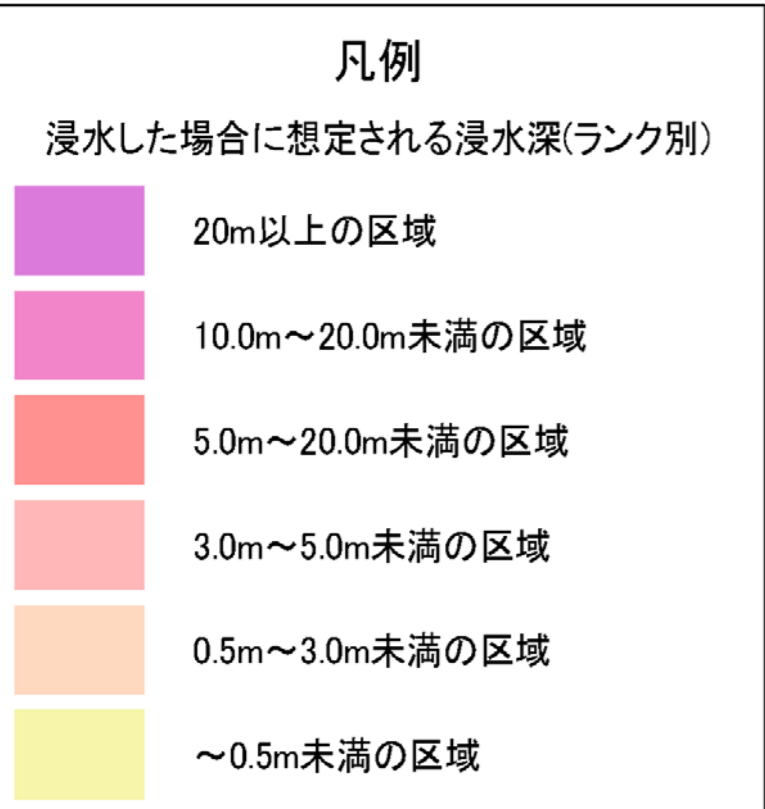 凡例
浸水した場合に想定される浸水深(ランク別)
20m以上の区域
10.0m～20.0m未満の区域
5.0m～20.0m未満の区域
3.0m～5.0m未満の区域
0.5m～3.0m未満の区域
～0.5m未満の区域